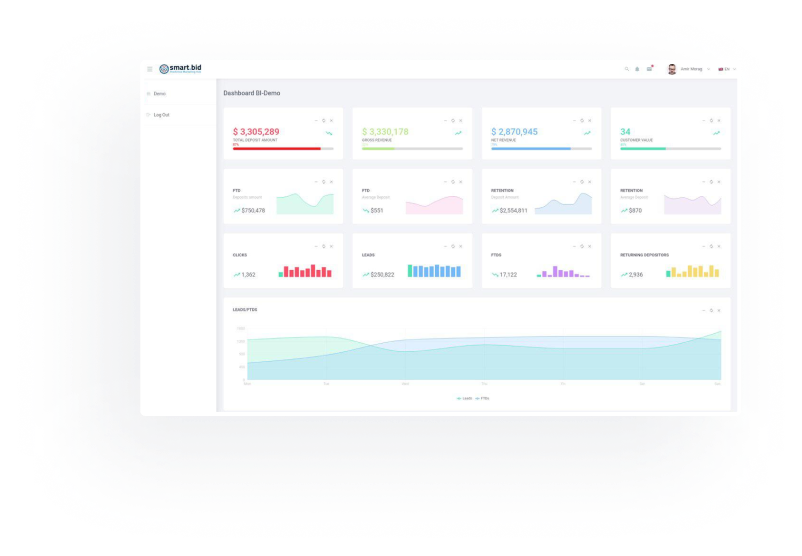 smart.bid
Amir Morag
EN
Demo
Log Out
Dashboard BI-Demo
$ 3,305,289
TOTAL DEPOSIT AMOUNT
87%
$ 3,330,178
GROSS REVENUE
$ 2,870,945
NET REVENUE
34
CUSTOMER VALUE
FTD
Deposit Amount
$750,478
FTD
Average Deposit
$551
RETENTION
Deposit Amount
$2,554,811
RETENTION
Average Deposit
$870
CLICKS
1,362
LEADS
$250,822
FTDS
17,122
RETURNING DEPOSITORS
2,936
LEADS/FTDS
Leads
FTDs